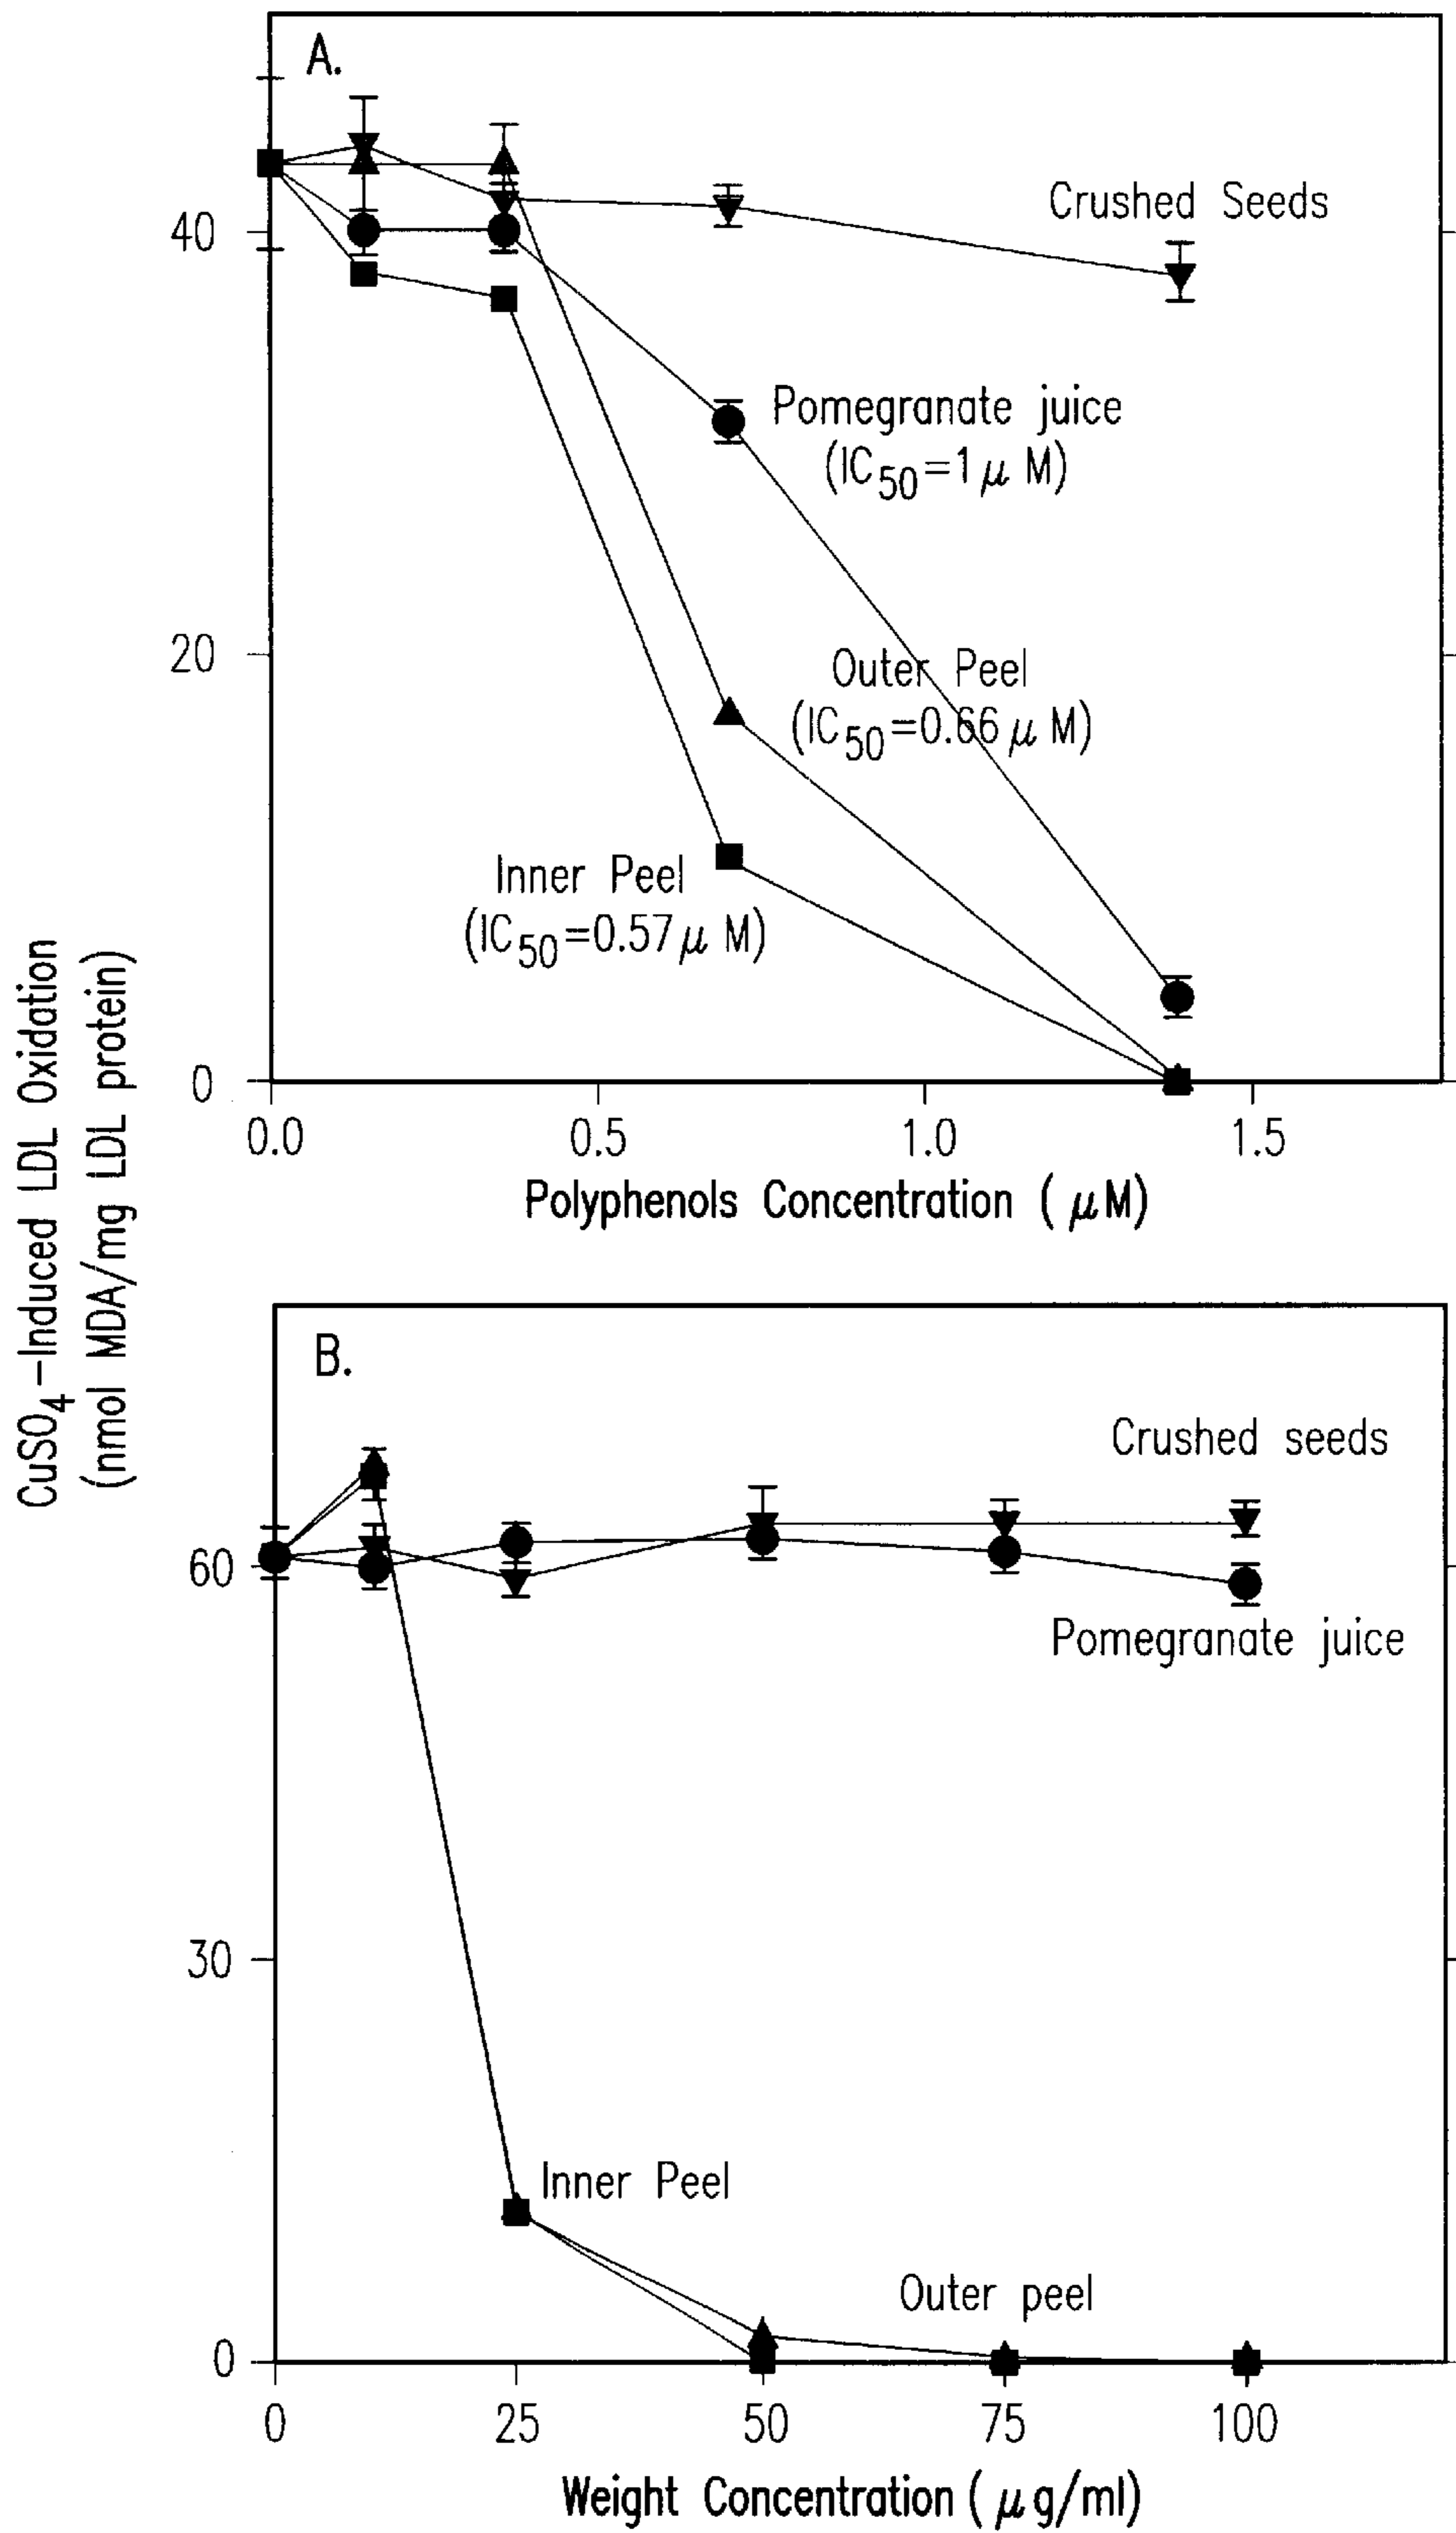 A.
40
20
0
Crushed Seeds
Pomegranate juice
(IC50=1 μ M)
Outer Peel
(IC50=0.66 μ M)
Inner Peel
(IC50=0.57 μ M)
0.0 0.5 1.0 1.5
Polyphenols Concentration ( μM)
CuSO4-Induced LDL Oxidation
(nmol MDA/mg LDL protein)
B.
60
30
0
Crushed seeds
Pomegranate juice
Inner Peel
Outer peel
0 25 50 75 100
Weight Concentration ( μg/ml)